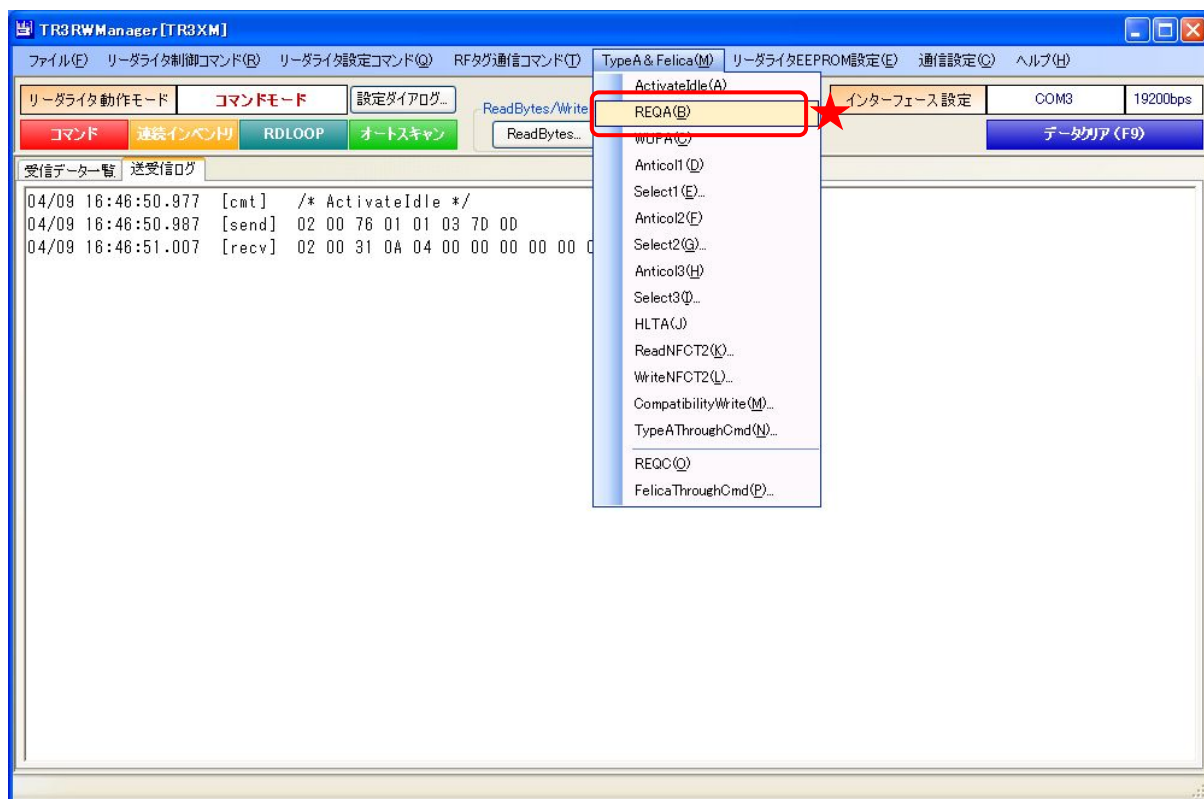 TR3RWManager[TR3XM]
ファイル(F) リーダライタ制御コマンド(R) リーダライタ設定コマンド(Q) RFタグ通信コマンド(T) TypeA&Felica(M) リーダライタEEPROM設定(E) 通信設定(C) ヘルプ(H)
リーダライタ動作モード コマンドモード 設定ダイアログ... ReadBytes/Write インターフェース設定 COM3 19200bps
コマンド 連続インベントリ RDLOOP オートスキャン ReadBytes... データクリア(F9)
受信データ一覧 送受信ログ
04/09 16:46:50.977 [cmt] /* ActivateIdle */
04/09 16:46:50.987 [send] 02 00 76 01 01 03 7D 0D
04/09 16:46:51.007 [recv] 02 00 31 0A 04 00 00 00 00 00
ActivateIdle(A)
REQA(B)
WUPA(C)
Anticoll1(D)
Select1(E)...
Anticol2(F)
Select2(G)...
Anticol3(H)
Select3(I)...
HLTA(J)
ReadNFCT2(K)...
WriteNFCT2(L)...
CompatibilityWrite(M)...
TypeAThroughCmd(N)...
REQC(O)
FelicaThroughCmd(P)...